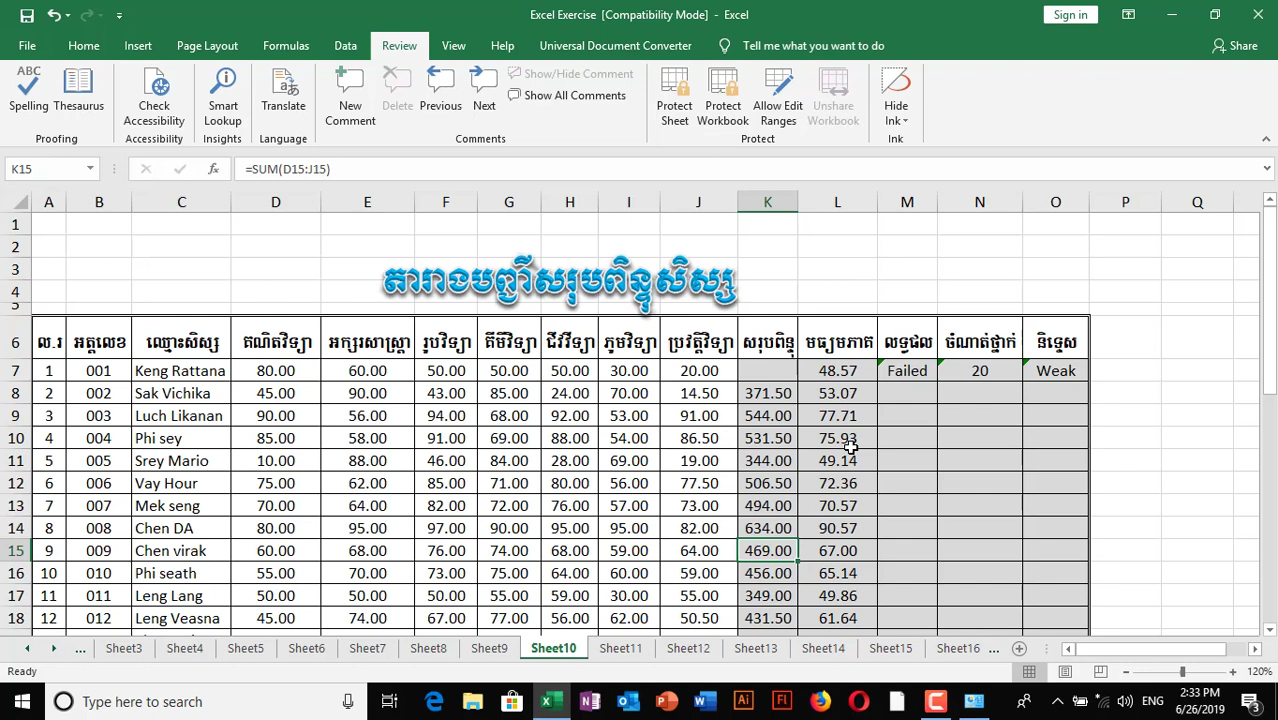 Excel Exercise [Compatibility Mode] - Excel
Sign in
File Home Insert Page Layout Formulas Data Review View Help Universal Document Converter Tell me what you want to do Share
ABC
Spelling Thesaurus Check Accessibility Smart Lookup Translate New Comment Delete Previous Next Show/Hide Comment Show All Comments Protect Sheet Protect Workbook Allow Edit Ranges Unshare Workbook Hide Ink
Proofing Accessibility Insights Language Comments Protect Ink
K15 fx =SUM(D15:J15)
A B C D E F G H I J K L M N O P Q
1
2
3 តារាងបញ្ជីសរុបពិន្ទុសិស្ស
4
5
6 ល.រ អត្តលេខ ឈ្មោះសិស្ស គណិតវិទ្យា អក្សរសាស្ត្រ រូបវិទ្យា គីមីវិទ្យា ជីវវិទ្យា ភូមវិទ្យា ប្រវត្តិវិទ្យា សរុបពិន្ទុ មធ្យមភាគ លទ្ធផល ចំណាត់ថ្នាក់ និទ្ទេស
7 1 001 Keng Rattana 80.00 60.00 50.00 50.00 50.00 30.00 20.00 48.57 Failed 20 Weak
8 2 002 Sak Vichika 45.00 90.00 43.00 85.00 24.00 70.00 14.50 371.50 53.07
9 3 003 Luch Likanan 90.00 56.00 94.00 68.00 92.00 53.00 91.00 544.00 77.71
10 4 004 Phi sey 85.00 58.00 91.00 69.00 88.00 54.00 86.50 531.50 75.93
11 5 005 Srey Mario 10.00 88.00 46.00 84.00 28.00 69.00 19.00 344.00 49.14
12 6 006 Vay Hour 75.00 62.00 85.00 71.00 80.00 56.00 77.50 506.50 72.36
13 7 007 Mek seng 70.00 64.00 82.00 72.00 76.00 57.00 73.00 494.00 70.57
14 8 008 Chen DA 80.00 95.00 97.00 90.00 95.00 95.00 82.00 634.00 90.57
15 9 009 Chen virak 60.00 68.00 76.00 74.00 68.00 59.00 64.00 469.00 67.00
16 10 010 Phi seath 55.00 70.00 73.00 75.00 64.00 60.00 59.00 456.00 65.14
17 11 011 Leng Lang 50.00 50.00 50.00 55.00 59.00 30.00 55.00 349.00 49.86
18 12 012 Leng Veasna 45.00 74.00 67.00 77.00 56.00 62.00 50.50 431.50 61.64
... Sheet3 Sheet4 Sheet5 Sheet6 Sheet7 Sheet8 Sheet9 Sheet10 Sheet11 Sheet12 Sheet13 Sheet14 Sheet15 Sheet16 ...
Ready 120%
Type here to search ENG 2:33 PM
6/26/2019 3